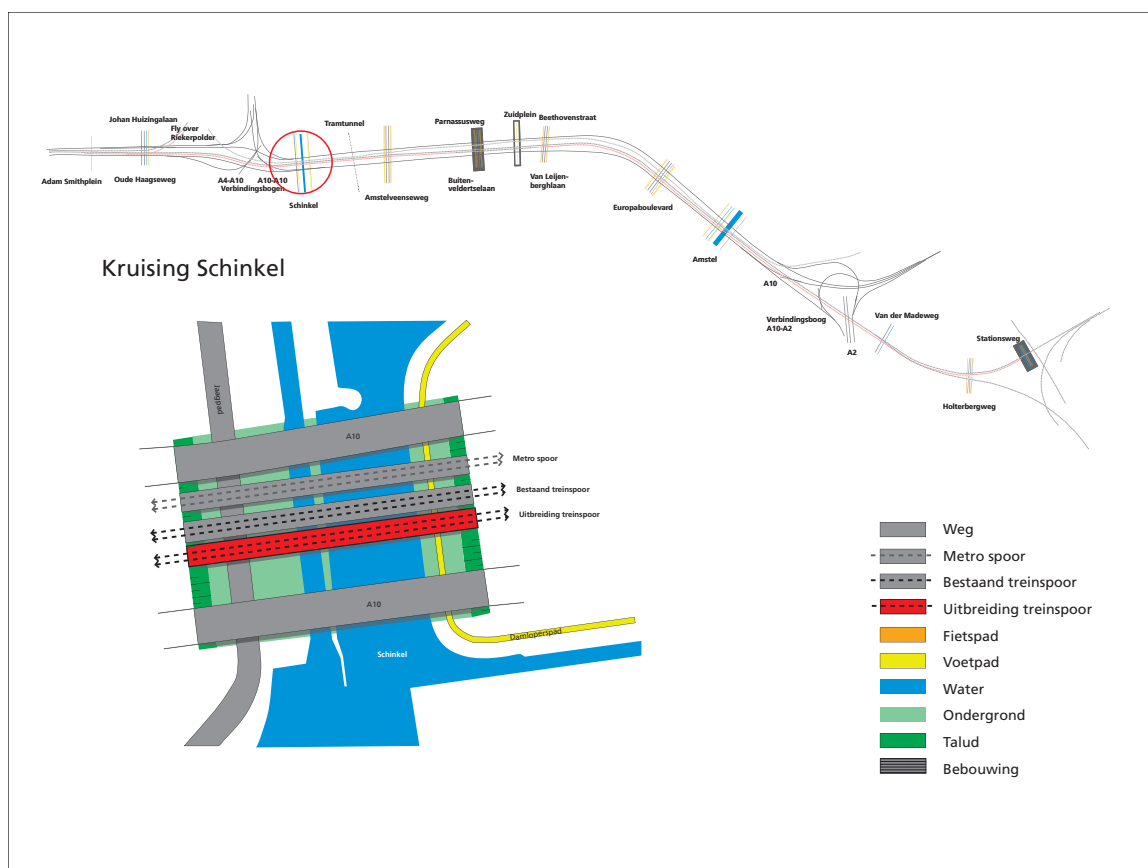 Johan Huizingalaan
Fly over
Riekerpolder
Tramtunnel
Parnassusweg
Zuidplein
Beethovenstraat
Adam Smithplein
Oude Haagseweg
A4-A10
A10-A10
Verbindingsbogen
Schinkel
Amstelveenseweg
Buiten-
veldertselaan
Van Leijen-
berghlaan
Europaboulevard
Amstel
A10
Verbindingsboog
A10-A2
A2
Van der Madeweg
Stationsweg
Holterbergweg
Kruising Schinkel
Jaagpad
A10
Metro spoor
Bestaand treinspoor
Uitbreiding treinspoor
A10
Damloperspad
Schinkel
Weg
Metro spoor
Bestaand treinspoor
Uitbreiding treinspoor
Fietspad
Voetpad
Water
Ondergrond
Talud
Bebouwing